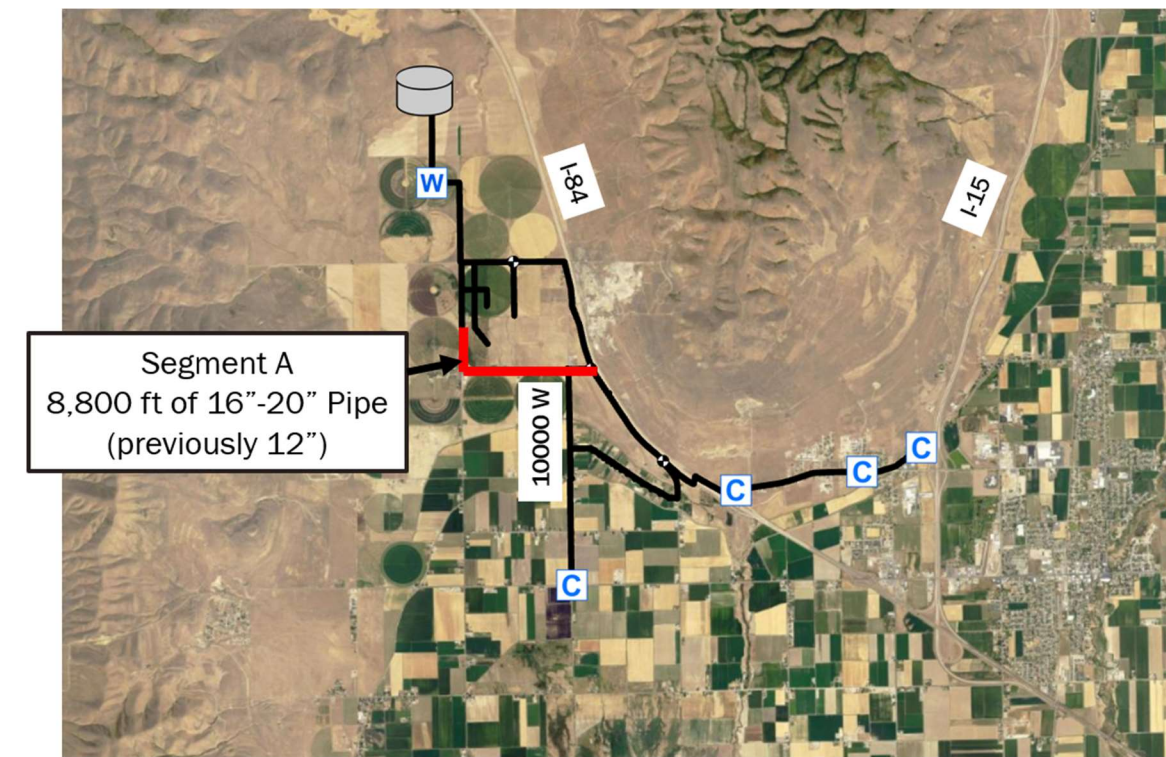 I-84
I-15
W
Segment A
8,800 ft of 16”-20” Pipe
(previously 12”)
10000 W
C
C
C
C